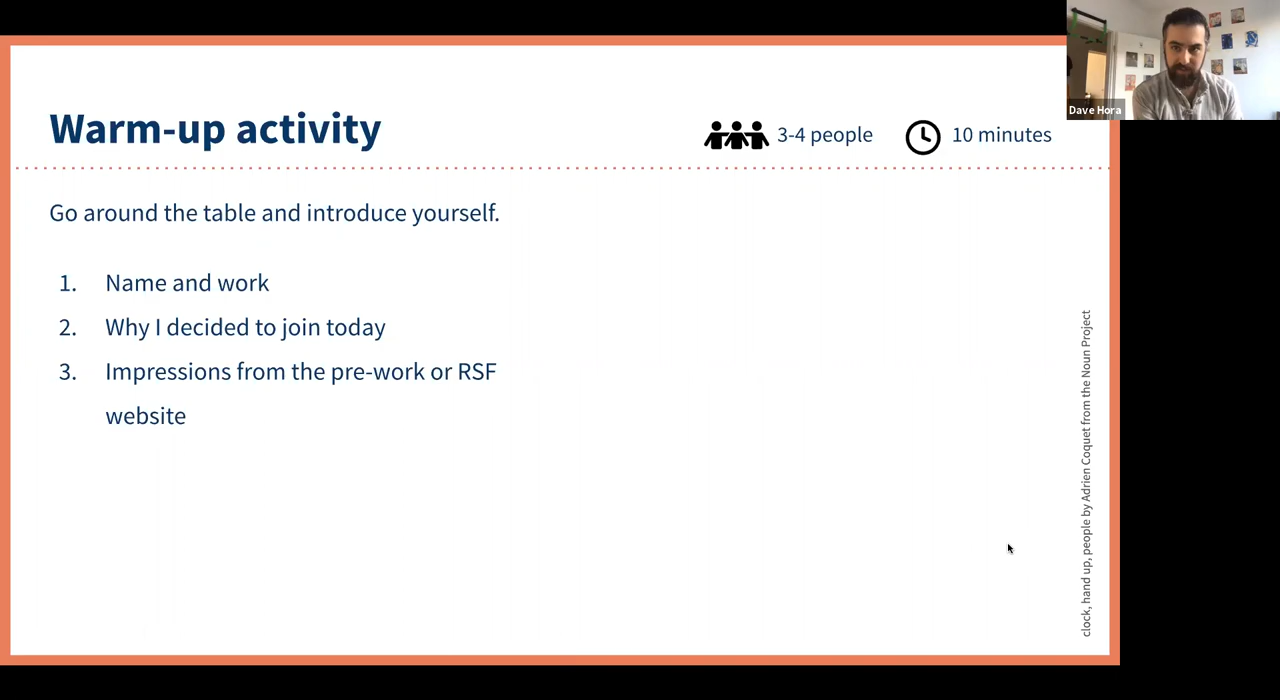 Warm-up activity
3-4 people
10 minutes
Go around the table and introduce yourself.
1. Name and work
2. Why I decided to join today
3. Impressions from the pre-work or RSF
website
clock, hand up, people by Adrien Coquet from the Noun Project
Dave Hora